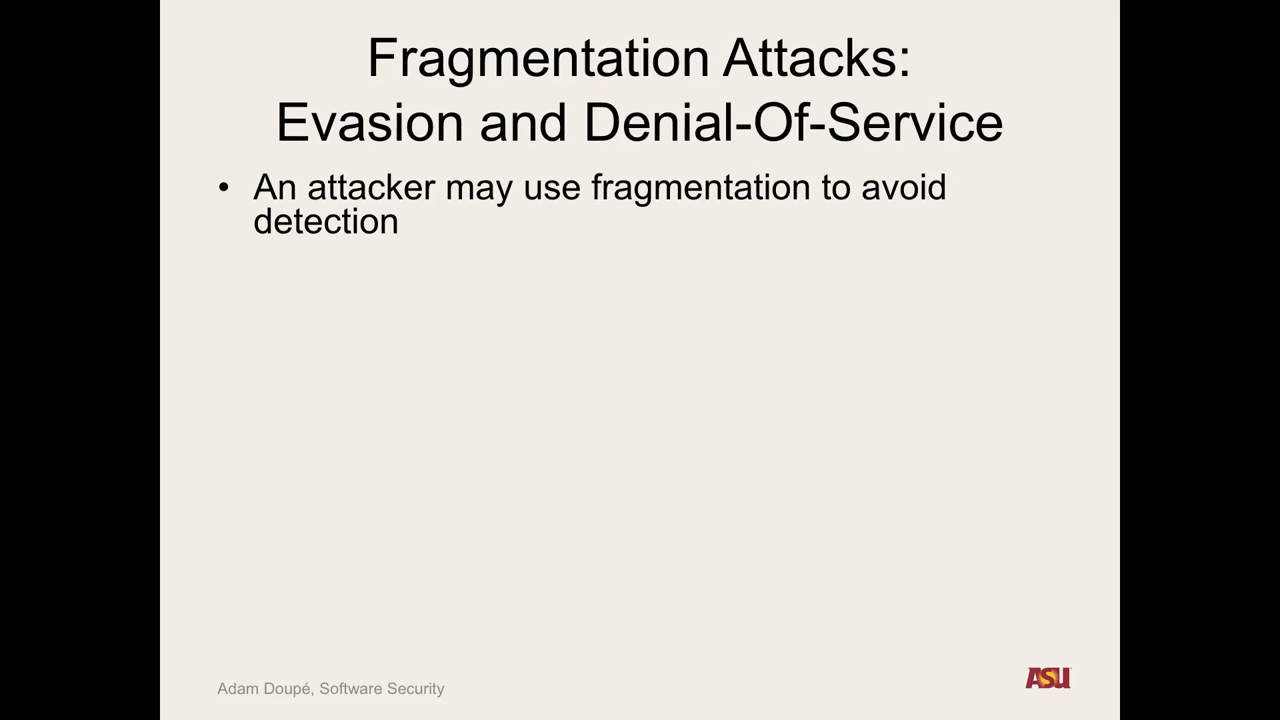 Fragmentation Attacks:
Evasion and Denial-Of-Service
• An attacker may use fragmentation to avoid
detection
Adam Doupé, Software Security
ASU